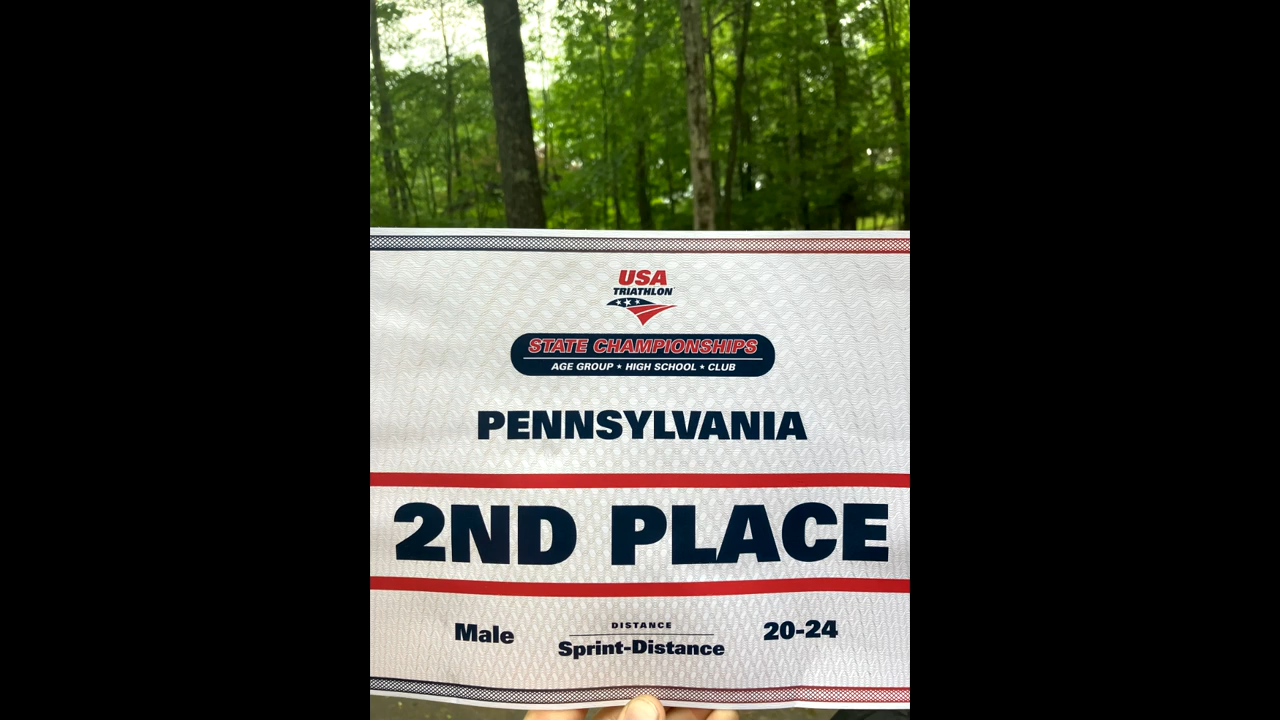 USA
TRIATHLON
STATE CHAMPIONSHIPS
AGE GROUP ★ HIGH SCHOOL ★ CLUB
PENNSYLVANIA
2ND PLACE
Male
DISTANCE
Sprint-Distance
20-24